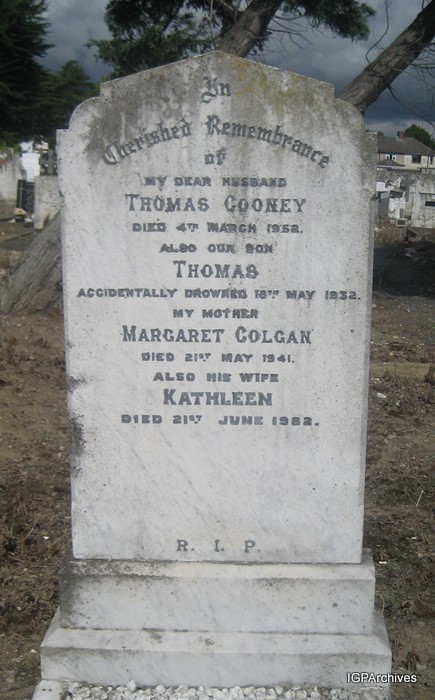 In
Cherished Remembrance
of
MY DEAR HUSBAND
THOMAS COONEY
DIED 4TH MARCH 1952.
ALSO OUR SON
THOMAS
ACCIDENTALLY DROWNED 18TH MAY 1932.
MY MOTHER
MARGARET COLGAN
DIED 21ST MAY 1941.
ALSO HIS WIFE
KATHLEEN
DIED 21ST JUNE 1982.
R. I. P.
IGPArchives